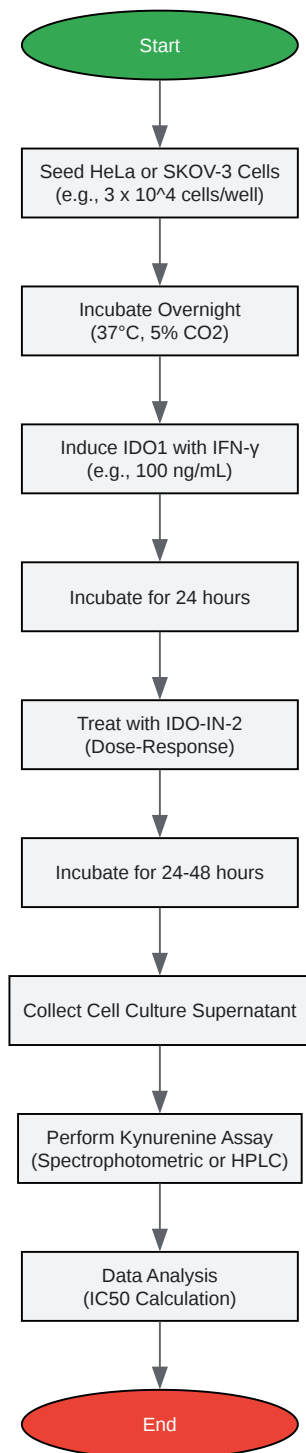 Start
Seed HeLa or SKOV-3 Cells
(e.g., 3 x 10^4 cells/well)
Incubate Overnight
(37°C, 5% CO2)
Induce IDO1 with IFN-γ
(e.g., 100 ng/mL)
Incubate for 24 hours
Treat with IDO-IN-2
(Dose-Response)
Incubate for 24-48 hours
Collect Cell Culture Supernatant
Perform Kynurenine Assay
(Spectrophotometric or HPLC)
Data Analysis
(IC50 Calculation)
End